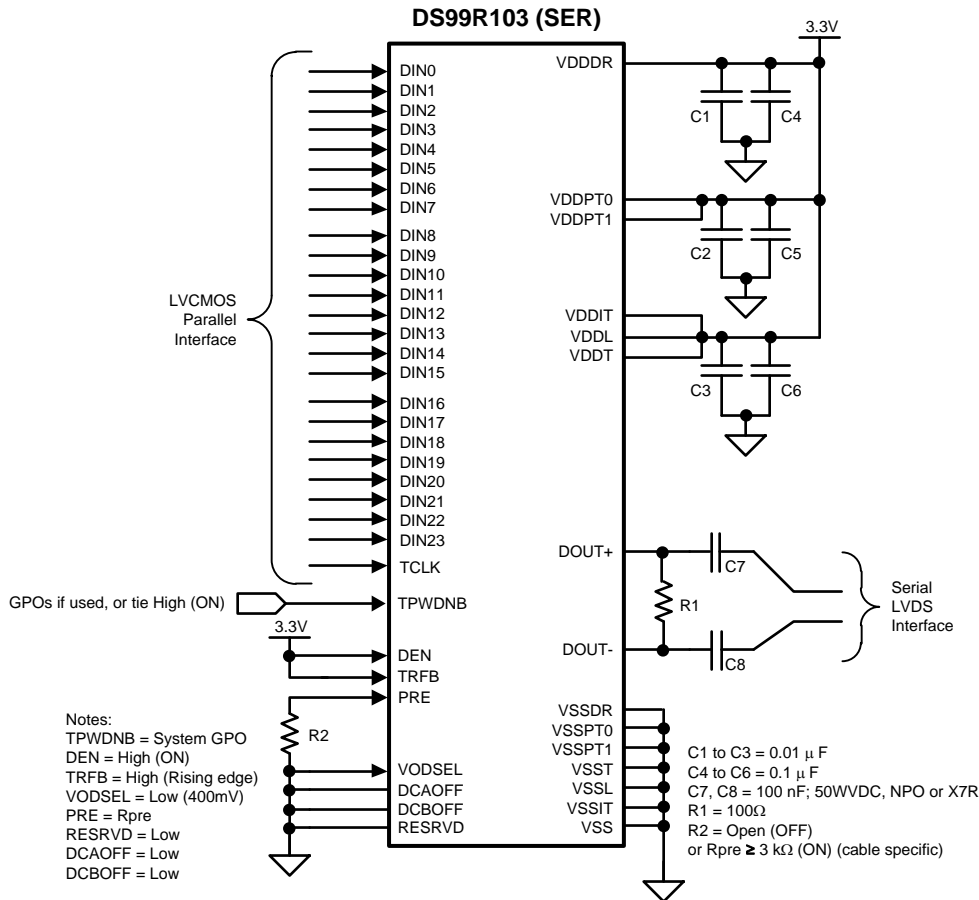 DS99R103 (SER)
3.3V
DIN0
DIN1
DIN2
DIN3
DIN4
DIN5
DIN6
DIN7
DIN8
DIN9
DIN10
DIN11
DIN12
DIN13
DIN14
DIN15
DIN16
DIN17
DIN18
DIN19
DIN20
DIN21
DIN22
DIN23
TCLK
LVCMOS
Parallel
Interface
GPOs if used, or tie High (ON)
TPWDNB
3.3V
DEN
TRFB
PRE
R2
VODSEL
DCAOFF
DCBOFF
RESRVD
Notes:
TPWDNB = System GPO
DEN = High (ON)
TRFB = High (Rising edge)
VODSEL = Low (400mV)
PRE = Rpre
RESRVD = Low
DCAOFF = Low
DCBOFF = Low
VDDDR
C1
C4
VDDPT0
VDDPT1
C2
C5
VDDIT
VDDL
VDDT
C3
C6
DOUT+
C7
R1
DOUT-
C8
Serial
LVDS
Interface
VSSDR
VSSPT0
VSSPT1
VSST
VSSL
VSSIT
VSS
C1 to C3 = 0.01 μ F
C4 to C6 = 0.1 μ F
C7, C8 = 100 nF; 50WVDC, NPO or X7R
R1 = 100Ω
R2 = Open (OFF)
or Rpre ≥ 3 kΩ (ON) (cable specific)